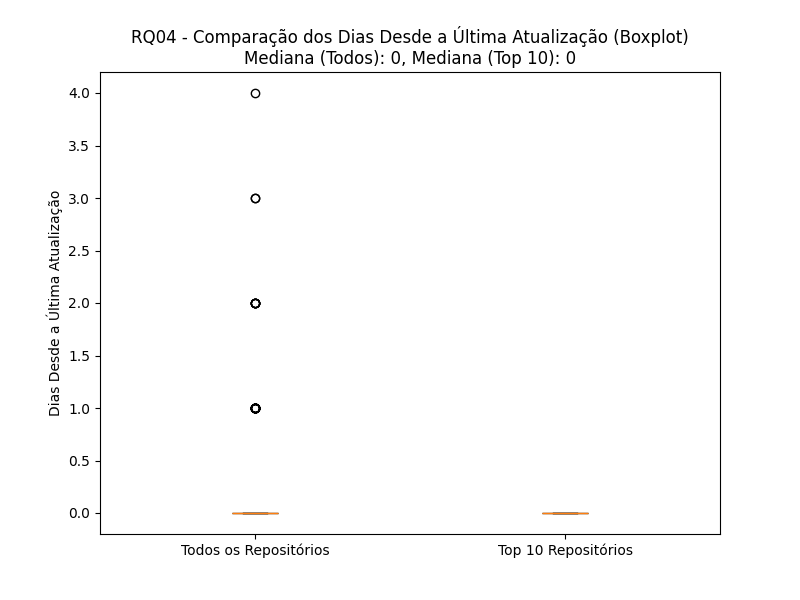 RQ04 - Comparação dos Dias Desde a Última Atualização (Boxplot)
Mediana (Todos): 0, Mediana (Top 10): 0
Dias Desde a Última Atualização
4.0
3.5
3.0
2.5
2.0
1.5
1.0
0.5
0.0
Todos os Repositórios
Top 10 Repositórios